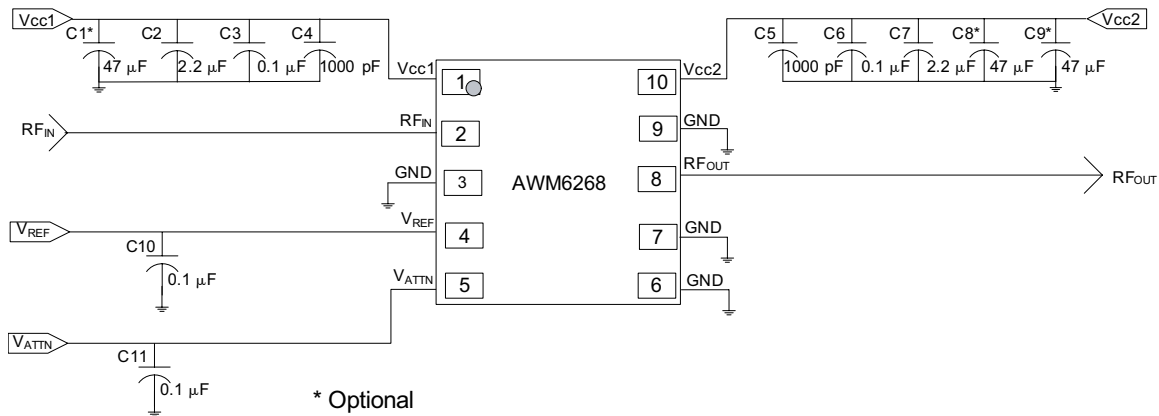 Vcc1
C1* C2 C3 C4
47 µF 2.2 µF 0.1 µF 1000 pF
Vcc2
C5 C6 C7 C8* C9*
1000 pF 0.1 µF 2.2 µF 47 µF 47 µF
Vcc1
1
10
Vcc2
RFIN
RFIN
2
9
GND
GND
3
AWM6268
8
RFOUT
RFOUT
VREF
VREF
4
7
GND
C10
0.1 µF
VATTN
5
6
GND
VATTN
C11
0.1 µF
* Optional